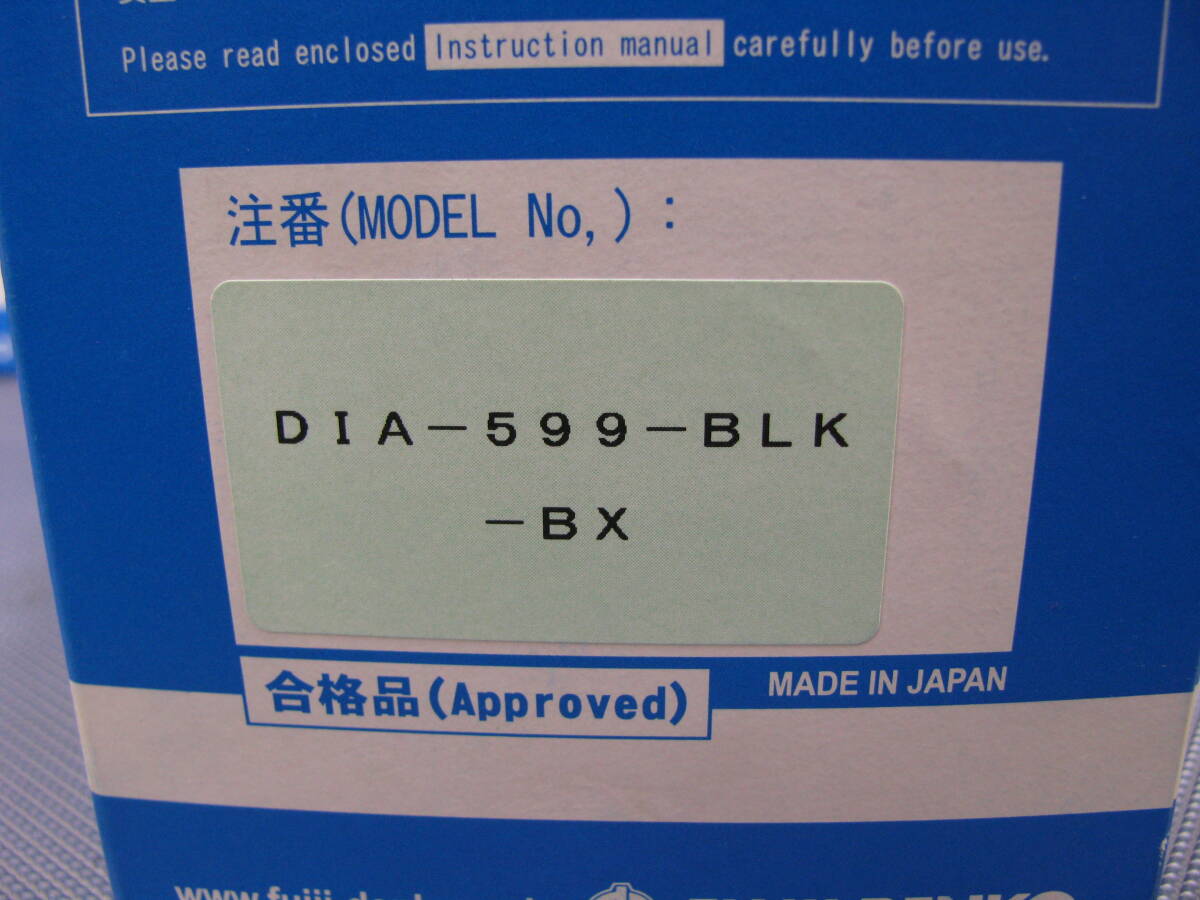 Please read enclosed Instruction manual carefully before use.
注番(MODEL No,):
DIA-599-BLK
-BX
合格品(Approved)
MADE IN JAPAN